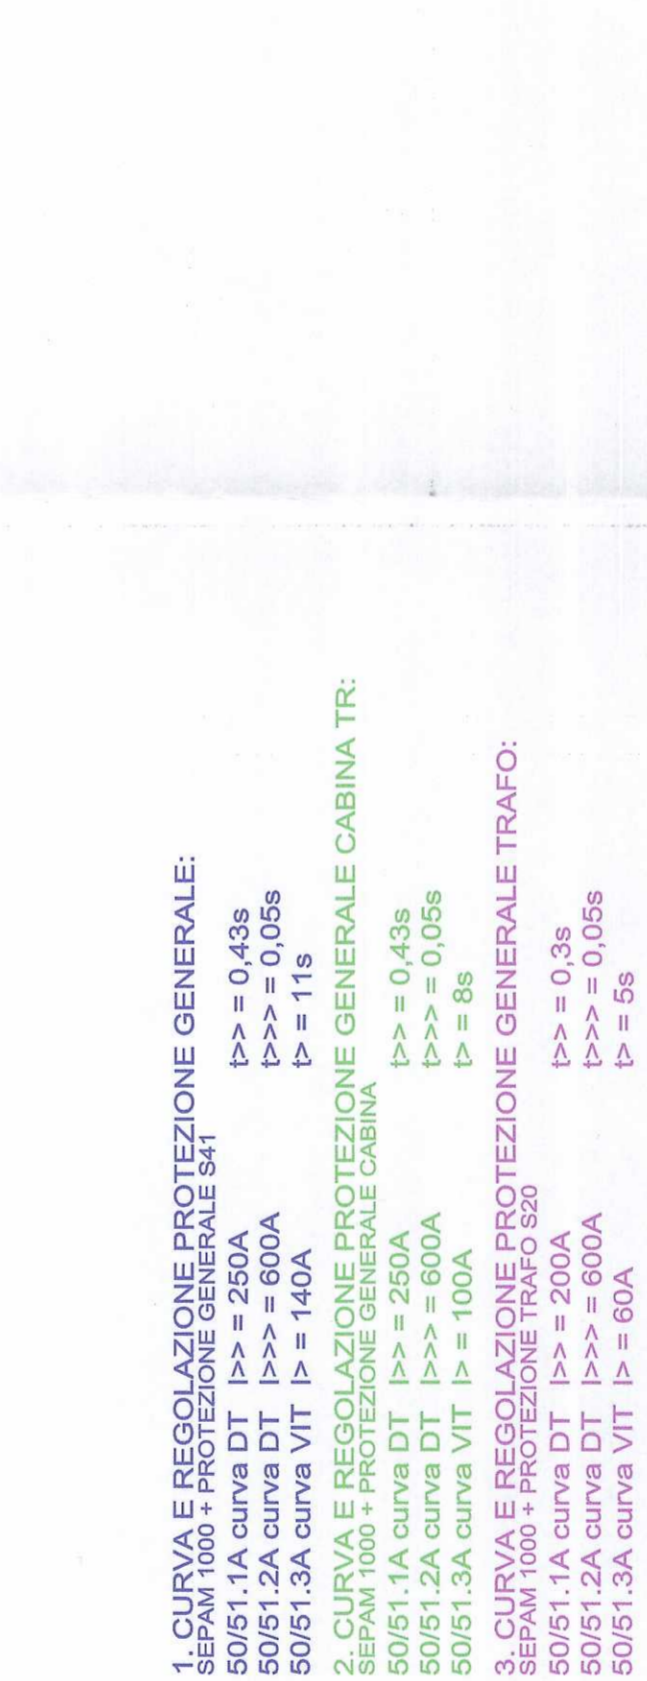 1. CURVA E REGOLAZIONE PROTEZIONE GENERALE:
SEPAM 1000 + PROTEZIONE GENERALE S41
50/51.1A curva DT I>> = 250A t>> = 0,43s
50/51.2A curva DT I>>> = 600A t>>> = 0,05s
50/51.3A curva VIT I> = 140A t> = 11s
2. CURVA E REGOLAZIONE PROTEZIONE GENERALE CABINA TR:
SEPAM 1000 + PROTEZIONE GENERALE CABINA
50/51.1A curva DT I>> = 250A t>> = 0,43s
50/51.2A curva DT I>>> = 600A t>>> = 0,05s
50/51.3A curva VIT I> = 100A t> = 8s
3. CURVA E REGOLAZIONE PROTEZIONE GENERALE TRAFO:
SEPAM 1000 + PROTEZIONE TRAFO S20
50/51.1A curva DT I>> = 200A t>> = 0,3s
50/51.2A curva DT I>>> = 600A t>>> = 0,05s
50/51.3A curva VIT I> = 60A t> = 5s